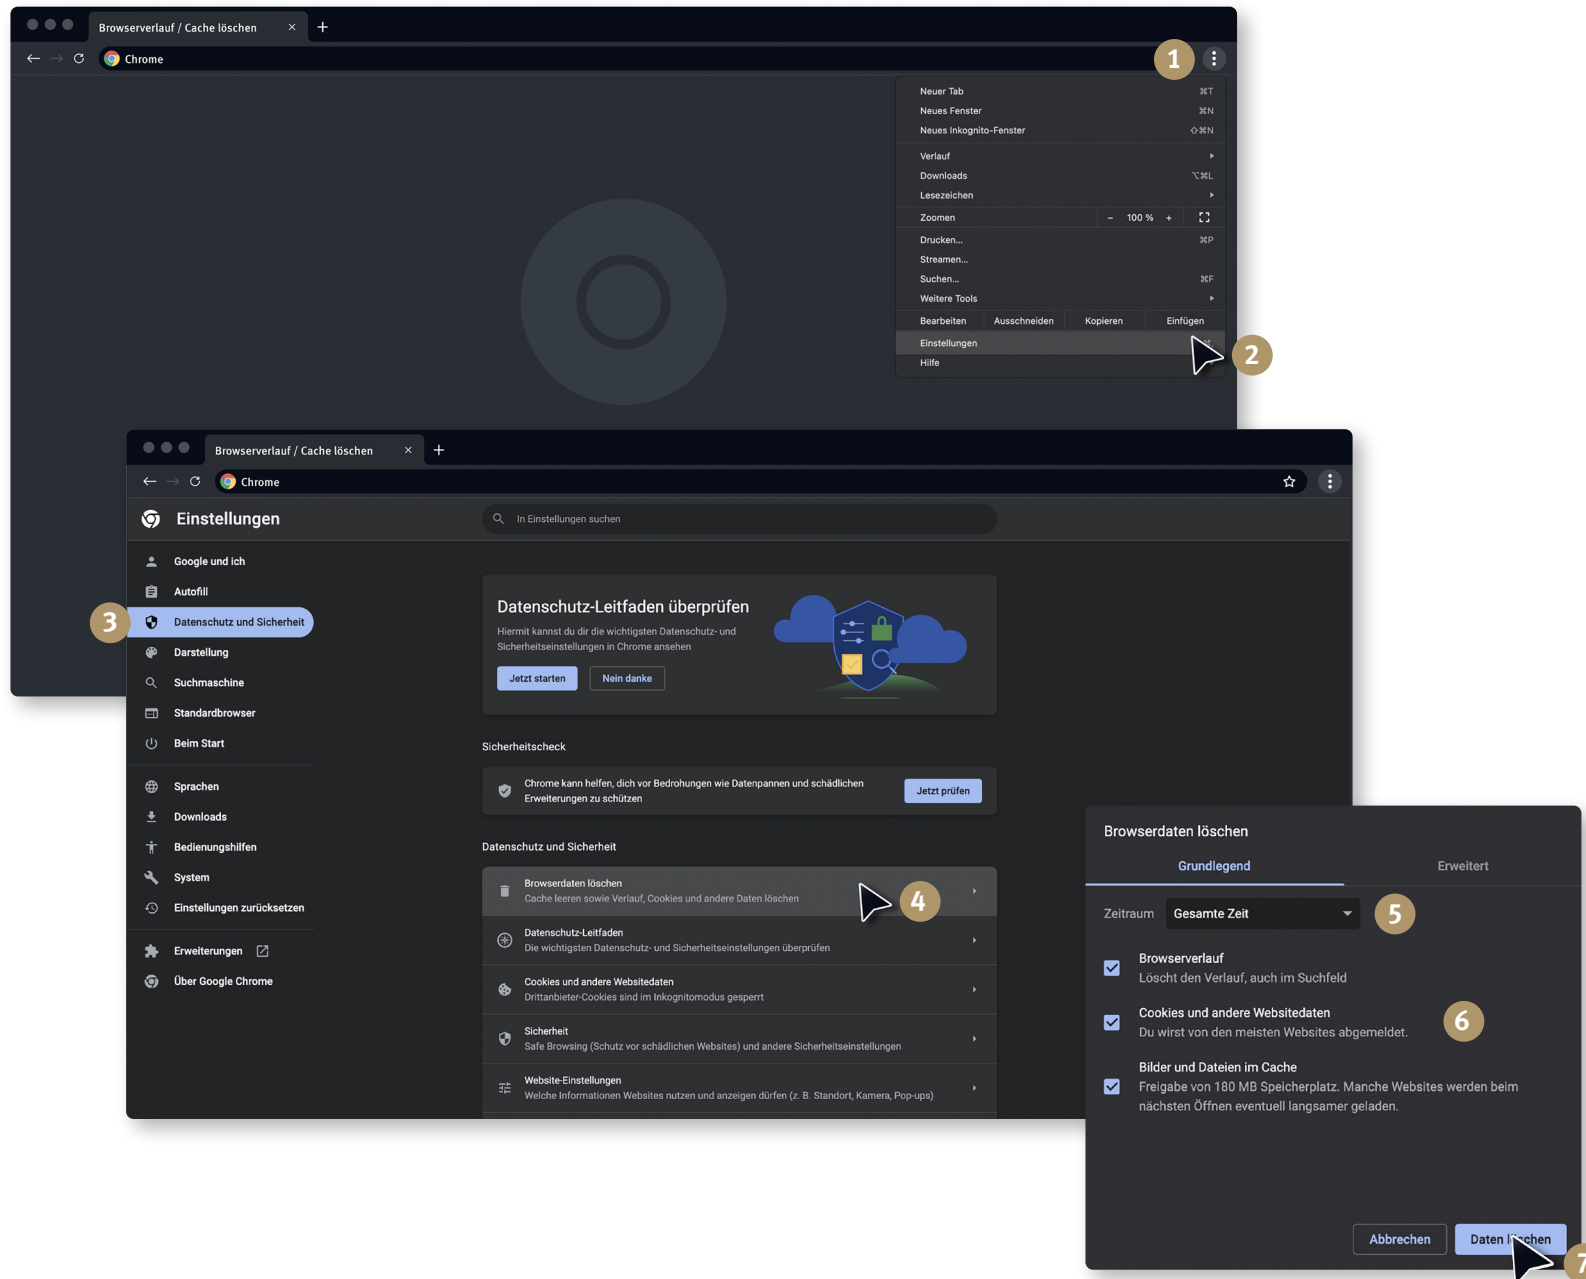 Browserverlauf / Cache löschen × +
Chrome
1
Neuer Tab ⌘T
Neues Fenster ⌘N
Neues Inkognito-Fenster ⇧⌘N
Verlauf
Downloads ⌥⌘L
Lesezeichen
Zoomen − 100 % +
Drucken... ⌘P
Streamen...
Suchen... ⌘F
Weitere Tools
Bearbeiten Ausschneiden Kopieren Einfügen
Einstellungen
2
Hilfe
Browserverlauf / Cache löschen × +
Chrome
Einstellungen
In Einstellungen suchen
Google und ich
Autofill
3
Datenschutz und Sicherheit
Darstellung
Suchmaschine
Standardbrowser
Beim Start
Sprachen
Downloads
Bedienungshilfen
System
Einstellungen zurücksetzen
Erweiterungen
Über Google Chrome
Datenschutz-Leitfaden überprüfen
Hiermit kannst du dir die wichtigsten Datenschutz- und
Sicherheitseinstellungen in Chrome ansehen
Jetzt starten Nein danke
Sicherheitscheck
Chrome kann helfen, dich vor Bedrohungen wie Datenpannen und schädlichen
Erweiterungen zu schützen
Jetzt prüfen
Datenschutz und Sicherheit
Browserdaten löschen
Cache leeren sowie Verlauf, Cookies und andere Daten löschen
4
Datenschutz-Leitfaden
Die wichtigsten Datenschutz- und Sicherheitseinstellungen überprüfen
Cookies und andere Websitedaten
Drittanbieter-Cookies sind im Inkognitomodus gesperrt
Sicherheit
Safe Browsing (Schutz vor schädlichen Websites) und andere Sicherheitseinstellungen
Website-Einstellungen
Welche Informationen Websites nutzen und anzeigen dürfen (z. B. Standort, Kamera, Pop-ups)
Browserdaten löschen
Grundlegend Erweitert
Zeitraum Gesamte Zeit
5
Browserverlauf
Löscht den Verlauf, auch im Suchfeld
Cookies und andere Websitedaten
Du wirst von den meisten Websites abgemeldet.
6
Bilder und Dateien im Cache
Freigabe von 180 MB Speicherplatz. Manche Websites werden beim
nächsten Öffnen eventuell langsamer geladen.
Abbrechen Daten löschen
7